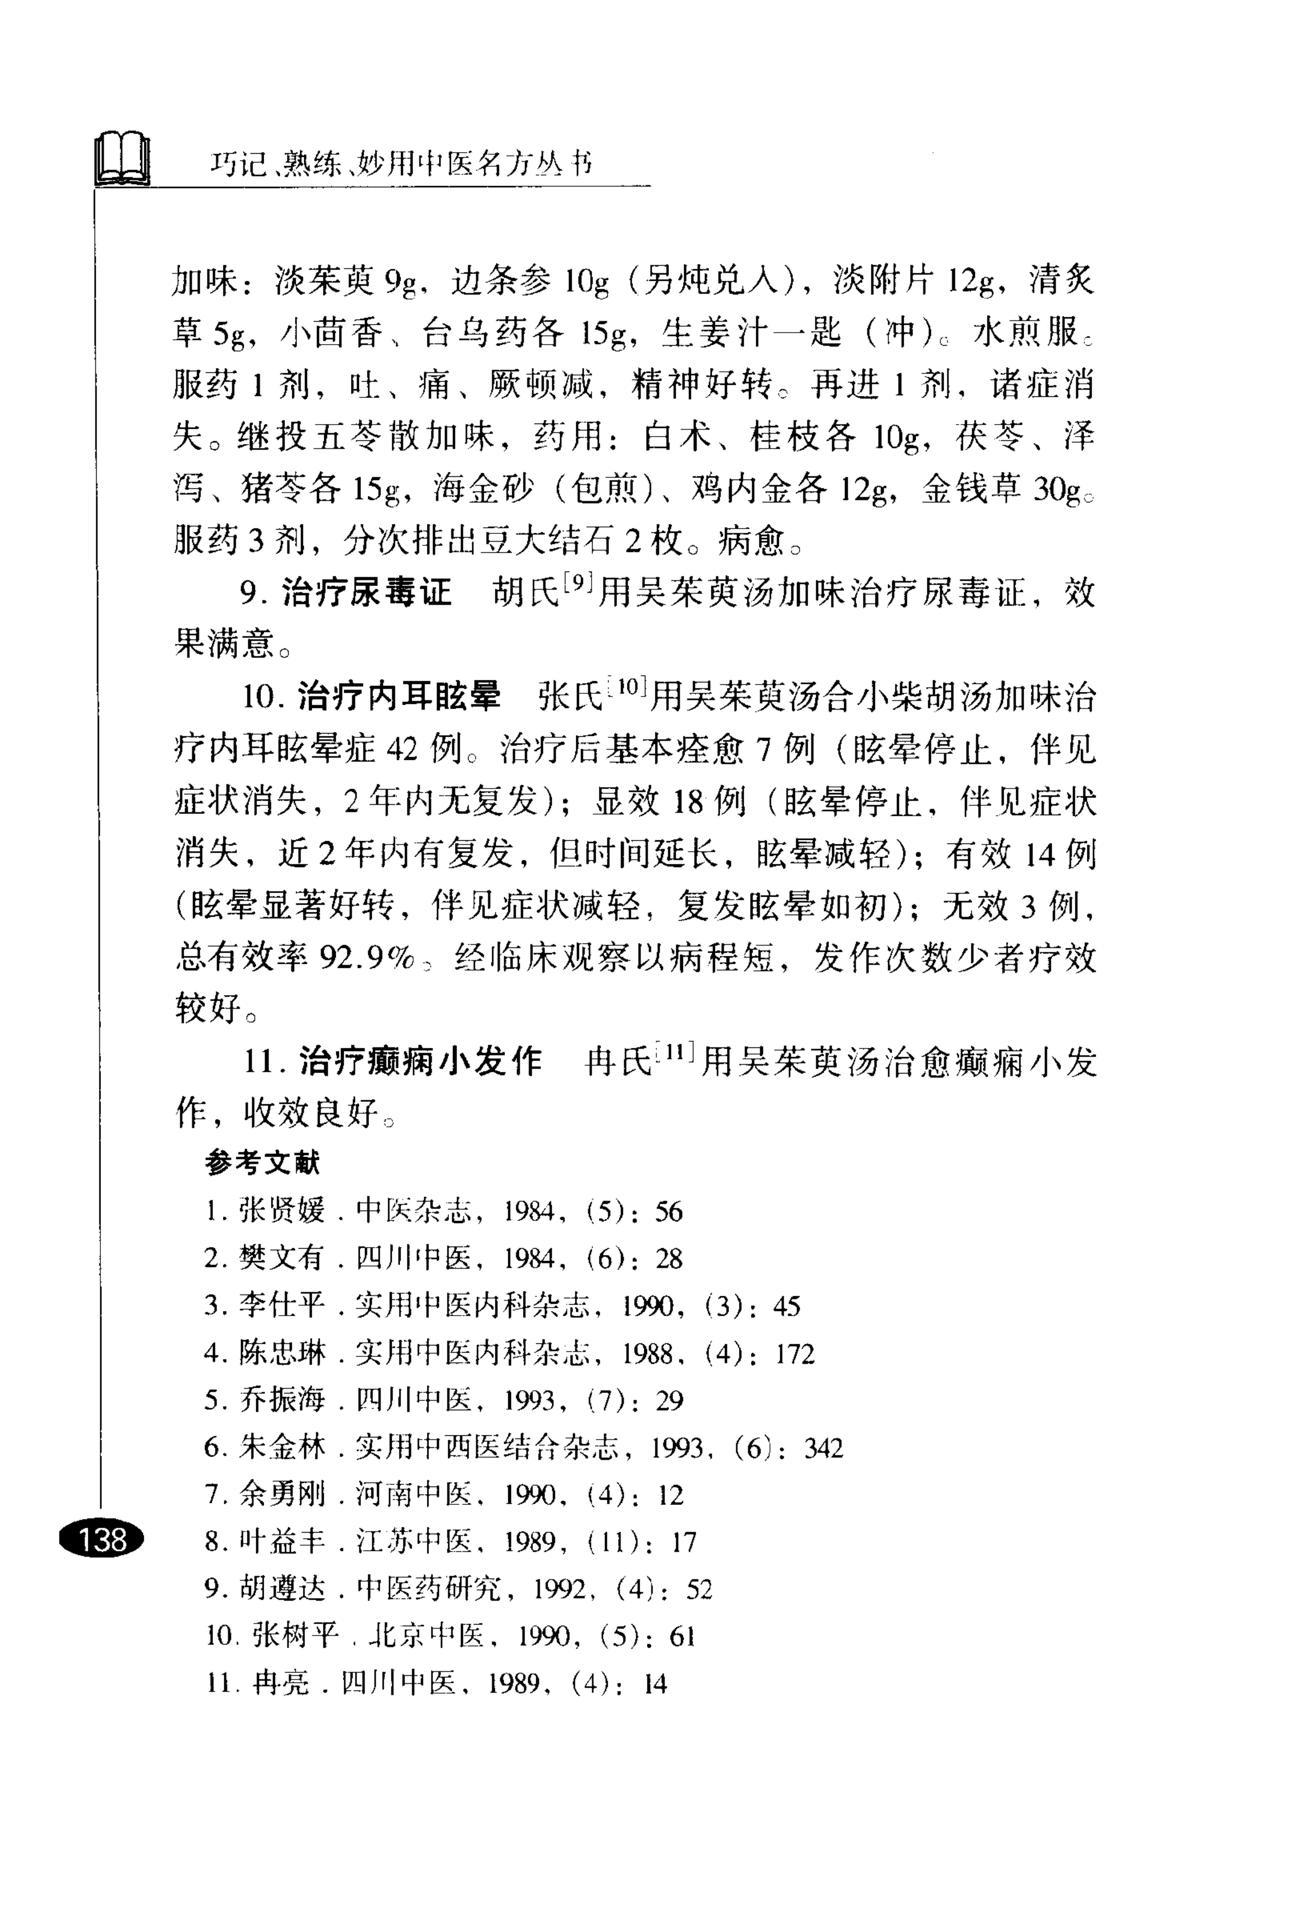 巧记、熟练、妙用中医名方丛书
加味：淡茱萸 9g，边条参 10g（另炖兑入），淡附片 12g，清炙
草 5g，小茴香、台乌药各 15g，生姜汁一匙（冲）。水煎服。
服药 1 剂，吐、痛、厥顿减，精神好转。再进 1 剂，诸症消
失。继投五苓散加味，药用：白术、桂枝各 10g，茯苓、泽
泻、猪苓各 15g，海金砂（包煎）、鸡内金各 12g，金钱草 30g。
服药 3 剂，分次排出豆大结石 2 枚。病愈。
9. 治疗尿毒证　胡氏[9]用吴茱萸汤加味治疗尿毒证，效
果满意。
10. 治疗内耳眩晕　张氏[10]用吴茱萸汤合小柴胡汤加味治
疗内耳眩晕症 42 例。治疗后基本痊愈 7 例（眩晕停止，伴见
症状消失，2 年内无复发）；显效 18 例（眩晕停止，伴见症状
消失，近 2 年内有复发，但时间延长，眩晕减轻）；有效 14 例
（眩晕显著好转，伴见症状减轻，复发眩晕如初）；无效 3 例，
总有效率 92.9%。经临床观察以病程短，发作次数少者疗效
较好。
11. 治疗癫痫小发作　冉氏[11]用吴茱萸汤治愈癫痫小发
作，收效良好。
参考文献
1. 张贤媛．中医杂志，1984，（5）：56
2. 樊文有．四川中医，1984，（6）：28
3. 李仕平．实用中医内科杂志，1990，（3）：45
4. 陈忠琳．实用中医内科杂志，1988，（4）：172
5. 乔振海．四川中医，1993，（7）：29
6. 朱金林．实用中西医结合杂志，1993，（6）：342
7. 余勇刚．河南中医，1990，（4）：12
138
8. 叶益丰．江苏中医，1989，（11）：17
9. 胡遵达．中医药研究，1992，（4）：52
10. 张树平．北京中医，1990，（5）：61
11. 冉亮．四川中医，1989，（4）：14